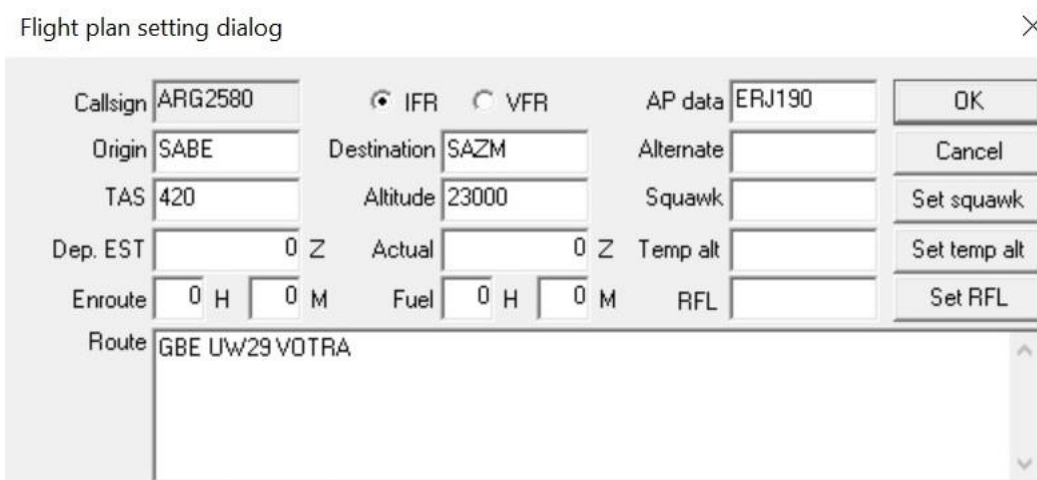 Flight plan setting dialog
Callsign ARG2580 IFR VFR AP data ERJ190 OK
Origin SABE Destination SAZM Alternate Cancel
TAS 420 Altitude 23000 Squawk Set squawk
Dep. EST 0 Z Actual 0 Z Temp alt Set temp alt
Enroute 0 H 0 M Fuel 0 H 0 M RFL Set RFL
Route GBE UW29 VOTRA